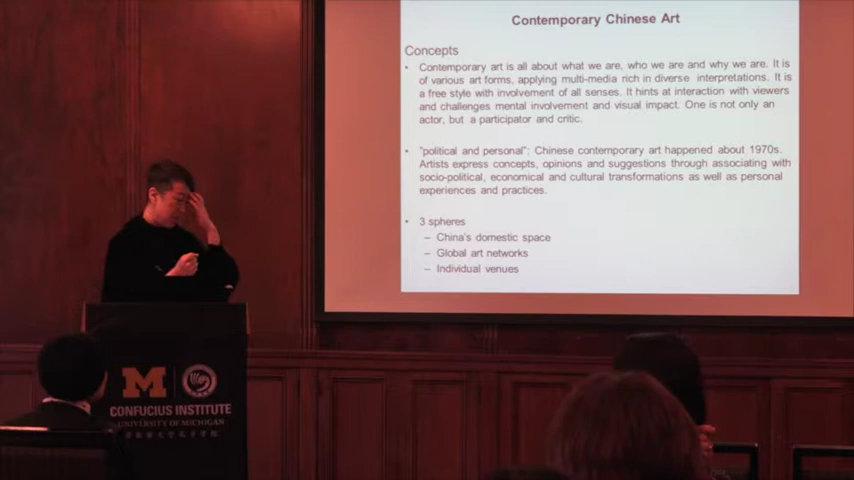 Contemporary Chinese Art
Concepts
• Contemporary art is all about what we are, who we are and why we are. It is
of various art forms, applying multi-media rich in diverse interpretations. It is
a free style with involvement of all senses. It hints at interaction with viewers
and challenges mental involvement and visual impact. One is not only an
actor, but a participator and critic.
• "political and personal": Chinese contemporary art happened about 1970s.
Artists express concepts, opinions and suggestions through associating with
socio-political, economical and cultural transformations as well as personal
experiences and practices.
• 3 spheres
– China's domestic space
– Global art networks
– Individual venues
M
CONFUCIUS INSTITUTE
UNIVERSITY OF MICHIGAN